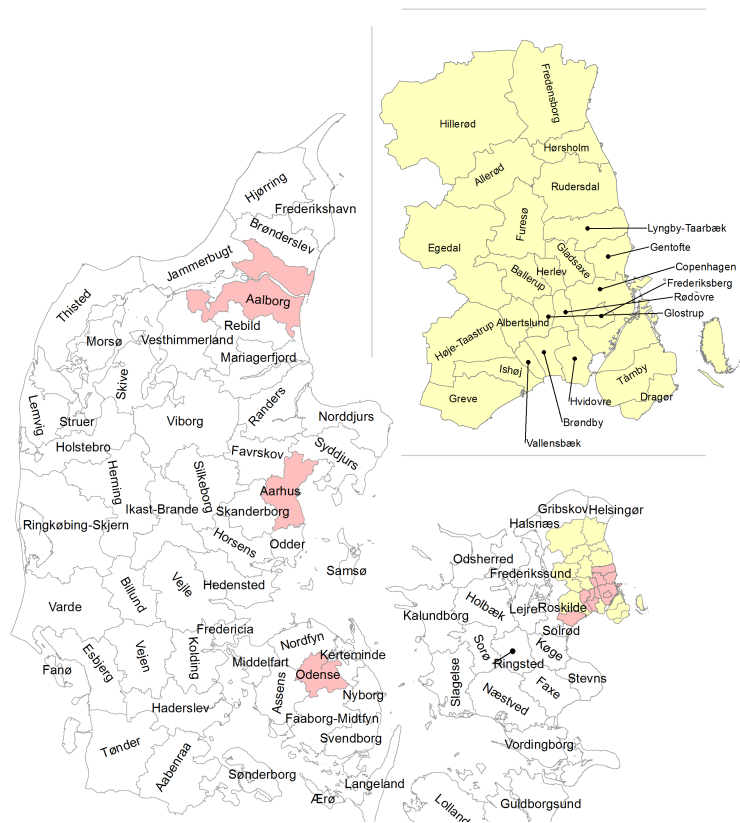 Fredensborg
Hillerød
Hørsholm
Allerød
Rudersdal
Furesø
Lyngby-Taarbæk
Egedal
Gladsaxe
Gentofte
Ballerup
Herlev
Copenhagen
Frederiksberg
Rødovre
Glostrup
Albertslund
Høje-Taastrup
Ishøj
Tårnby
Greve
Hvidovre
Dragør
Brøndby
Vallensbæk
Hjørring
Frederikshavn
Brønderslev
Jammerbugt
Thisted
Aalborg
Rebild
Morsø
Vesthimmerland
Mariagerfjord
Skive
Lemvig
Struer
Viborg
Randers
Norddjurs
Holstebro
Favrskov
Syddjurs
Herning
Silkeborg
Aarhus
Ikast-Brande
Skanderborg
Ringkøbing-Skjern
Horsens
Odder
Samsø
Hedensted
Vejle
Billund
Varde
Fredericia
Nordfyn
Kerteminde
Middelfart
Kolding
Vejen
Esbjerg
Fanø
Odense
Assens
Nyborg
Haderslev
Faaborg-Midtfyn
Svendborg
Tønder
Aabenraa
Sønderborg
Langeland
Ærø
Gribskov
Helsingør
Halsnæs
Odsherred
Frederikssund
Holbæk
Lejre
Roskilde
Kalundborg
Solrød
Sorø
Køge
Ringsted
Slagelse
Stevns
Faxe
Næstved
Vordingborg
Lolland
Guldborgsund